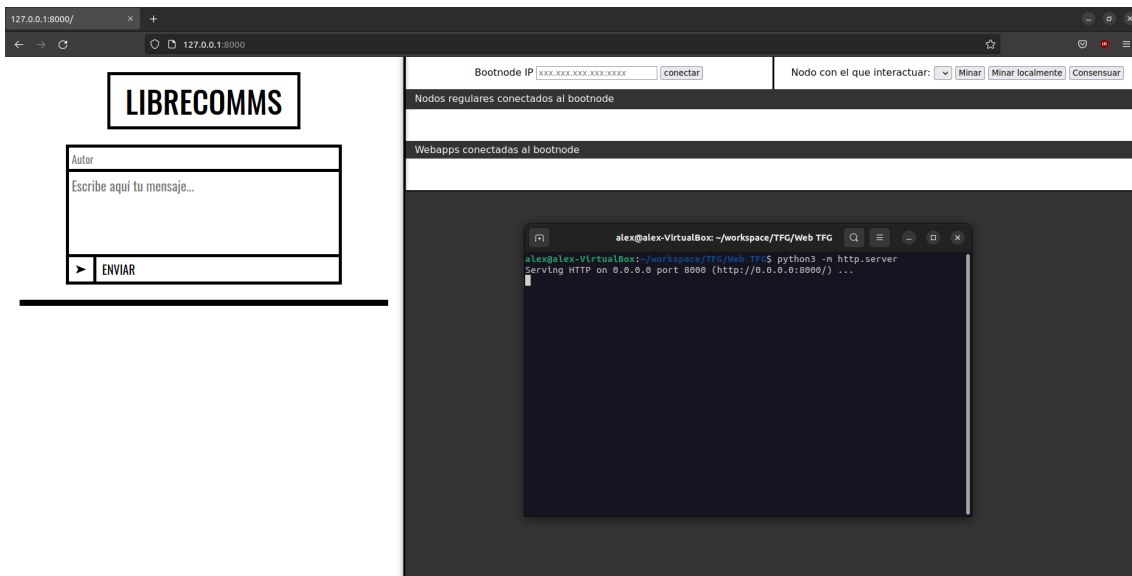 127.0.0.1:8000/
127.0.0.1:8000
LIBRECOMMS
Autor
Escribe aquí tu mensaje...
ENVIAR
Bootnode IP xxx.xxx.xxx.xxx:xxxx conectar
Nodo con el que interactuar: Minar Minar localmente Consensuar
Nodos regulares conectados al bootnode
Webapps conectadas al bootnode
alex@alex-VirtualBox: ~/workspace/TFG/Web TFG
alex@alex-VirtualBox:~/workspace/TFG/Web TFG$ python3 -m http.server
Serving HTTP on 0.0.0.0 port 8000 (http://0.0.0.0:8000/) ...